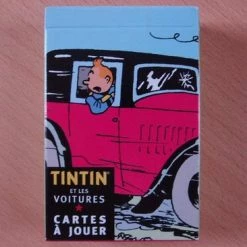 TINTIN
ET LES
VOITURES
CARTES
À JOUER